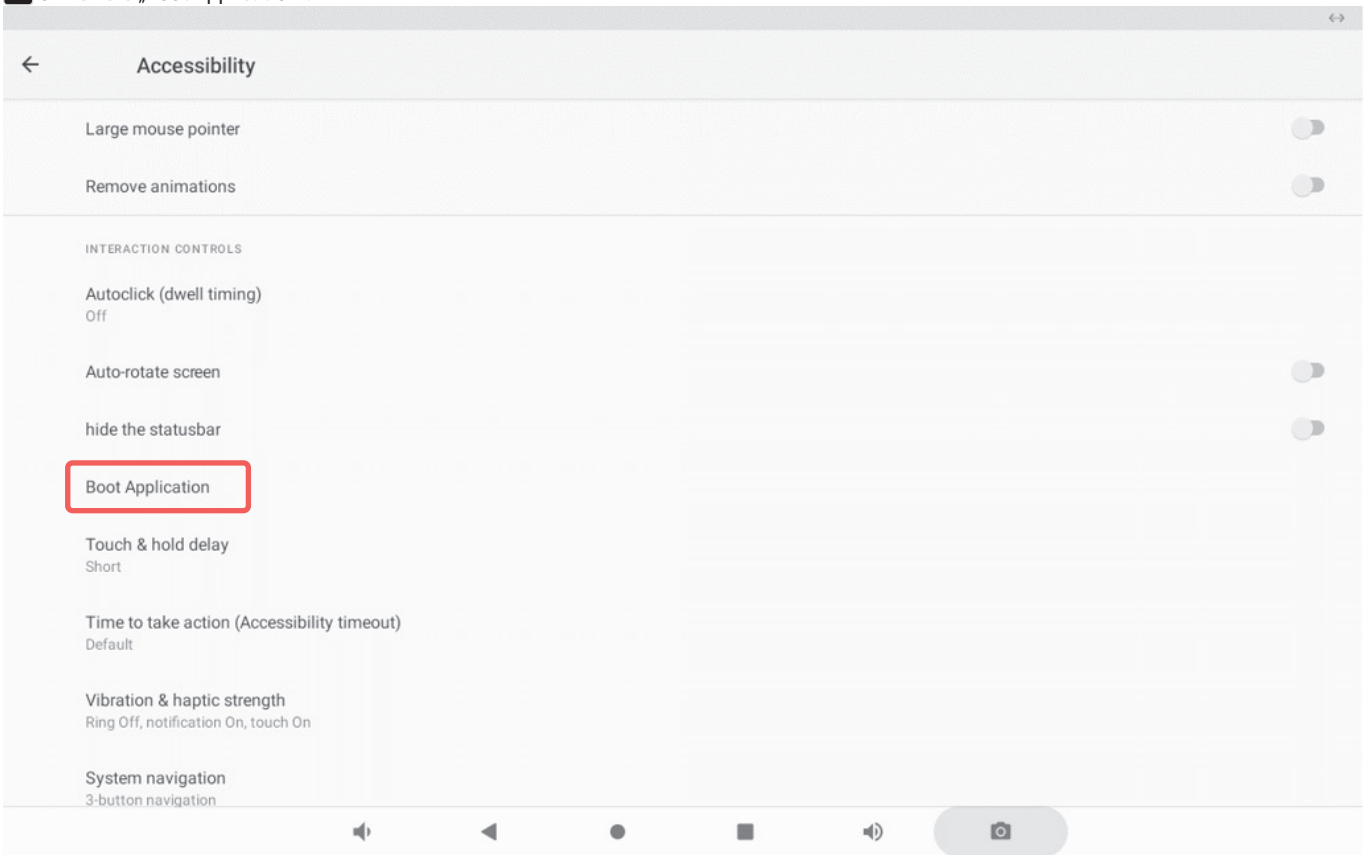 Accessibility
Large mouse pointer
Remove animations
INTERACTION CONTROLS
Autoclick (dwell timing)
Off
Auto-rotate screen
hide the statusbar
Boot Application
Touch & hold delay
Short
Time to take action (Accessibility timeout)
Default
Vibration & haptic strength
Ring Off, notification On, touch On
System navigation
3-button navigation